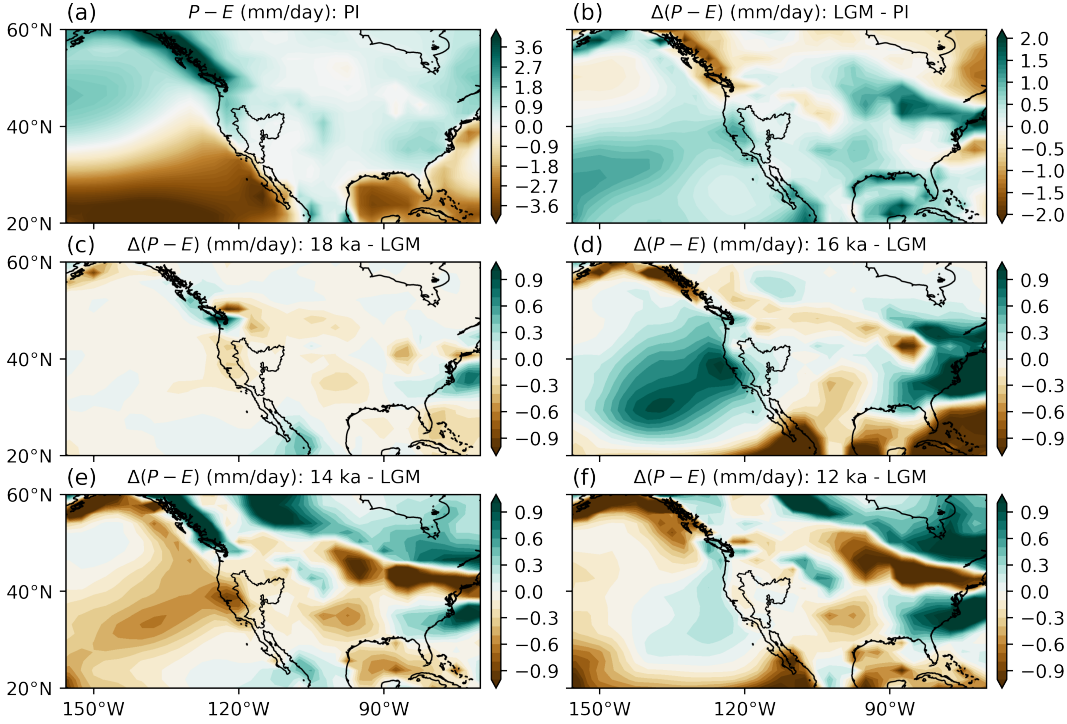 (a) P − E (mm/day): PI
60°N
40°N
20°N
3.6
2.7
1.8
0.9
0.0
−0.9
−1.8
−2.7
−3.6
(b) Δ(P − E) (mm/day): LGM - PI
2.0
1.5
1.0
0.5
0.0
−0.5
−1.0
−1.5
−2.0
(c) Δ(P − E) (mm/day): 18 ka - LGM
60°N
40°N
20°N
0.9
0.6
0.3
0.0
−0.3
−0.6
−0.9
(d) Δ(P − E) (mm/day): 16 ka - LGM
0.9
0.6
0.3
0.0
−0.3
−0.6
−0.9
(e) Δ(P − E) (mm/day): 14 ka - LGM
60°N
40°N
20°N
150°W 120°W 90°W
0.9
0.6
0.3
0.0
−0.3
−0.6
−0.9
(f) Δ(P − E) (mm/day): 12 ka - LGM
150°W 120°W 90°W
0.9
0.6
0.3
0.0
−0.3
−0.6
−0.9